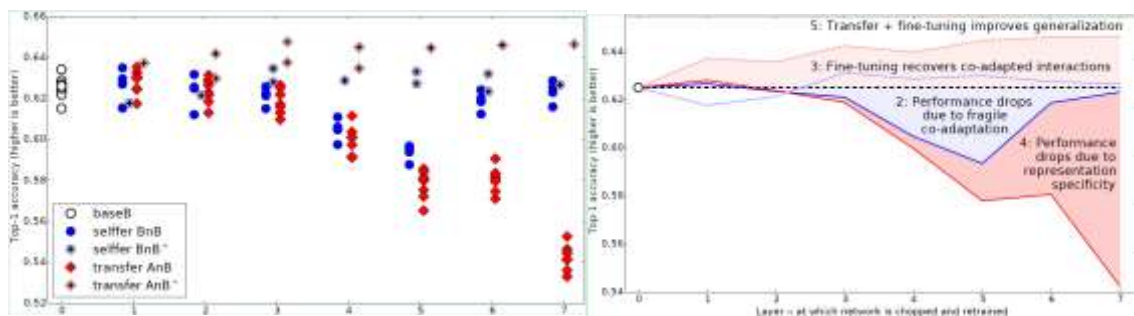 0.66
0.64
0.62
0.60
0.58
0.56
0.54
0.52
Top-1 accuracy (higher is better)
baseB
selffer BnB
selffer BnB⁺
transfer AnB
transfer AnB⁺
0 1 2 3 4 5 6 7
5: Transfer + fine-tuning improves generalization
3: Fine-tuning recovers co-adapted interactions
2: Performance drops
due to fragile
co-adaptation
4: Performance
drops due to
representation
specificity
0.64
0.62
0.60
0.58
0.56
0.54
Top-1 accuracy (higher is better)
0 1 2 3 4 5 6 7
Layer n at which network is chopped and retrained